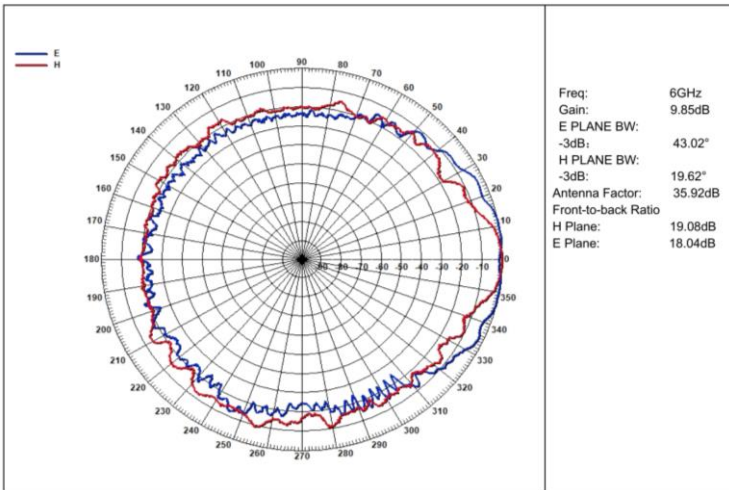 E
H
90
100
80
110
70
120
60
130
50
140
40
150
30
160
20
170
10
180
-90 -80 -70 -60 -50 -40 -30 -20 -10 0
190
350
200
340
210
330
220
320
230
310
240
300
250
290
260
280
270
Freq: 6GHz
Gain: 9.85dB
E PLANE BW:
-3dB: 43.02°
H PLANE BW:
-3dB: 19.62°
Antenna Factor: 35.92dB
Front-to-back Ratio
H Plane: 19.08dB
E Plane: 18.04dB